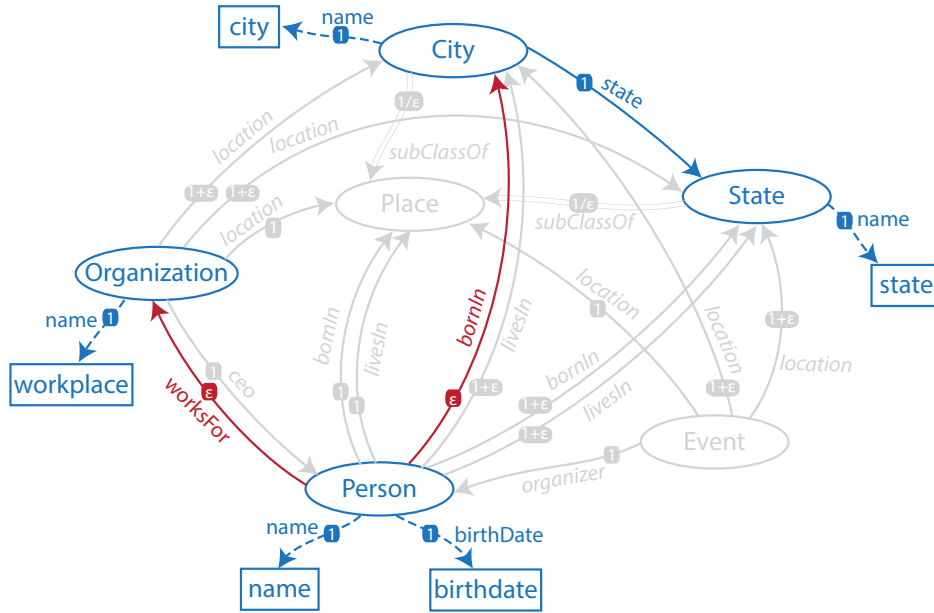 name
1
city
City
1
state
1/ε
location
location
subClassOf
1+ε
1+ε
Place
State
1/ε
subClassOf
location
1
1
name
Organization
state
name
1
workplace
bornIn
livesIn
bornIn
livesIn
location
1
location
1+ε
location
1
ceo
worksFor
ε
1
1
ε
1+ε
bornIn
1+ε
livesIn
1+ε
1+ε
Event
1
organizer
Person
name
1
1
birthDate
name
birthdate